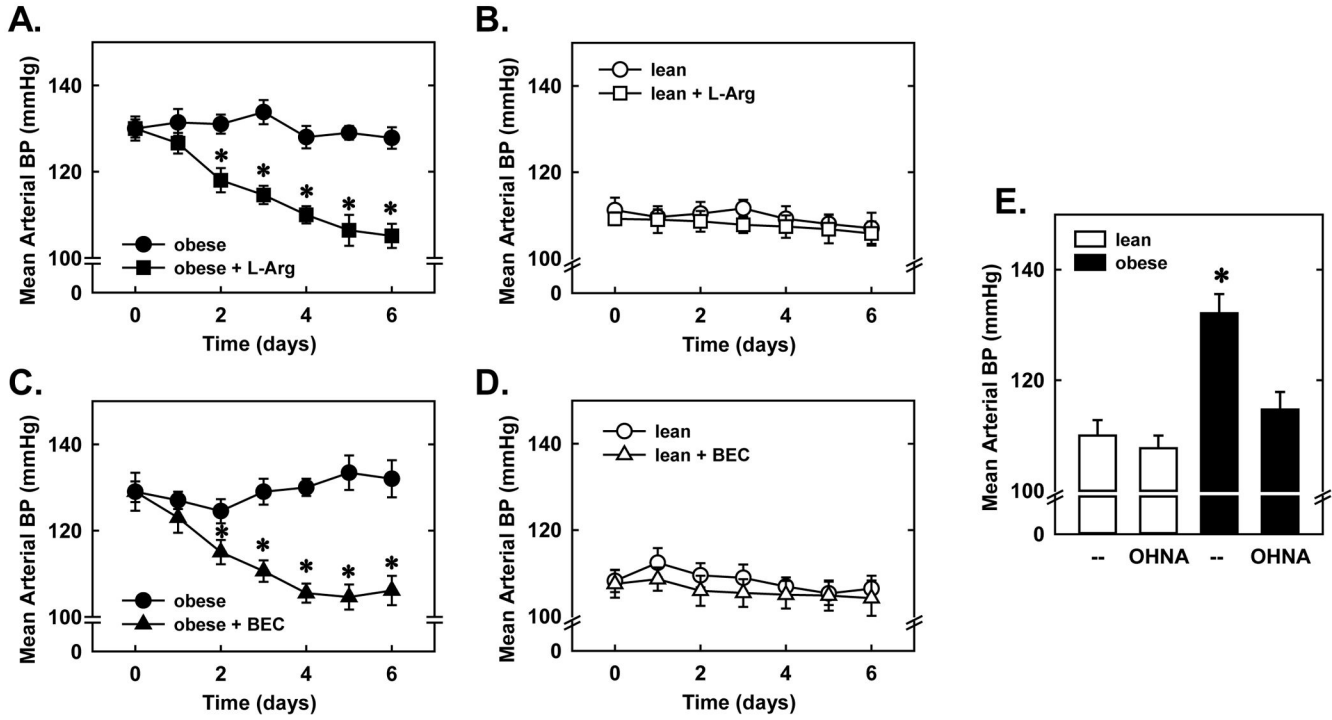 A.
Mean Arterial BP (mmHg)
140
120
100
0
* * * * *
obese
obese + L-Arg
0 2 4 6
Time (days)
B.
Mean Arterial BP (mmHg)
140
120
100
0
lean
lean + L-Arg
0 2 4 6
Time (days)
C.
Mean Arterial BP (mmHg)
140
120
100
0
* * * * *
obese
obese + BEC
0 2 4 6
Time (days)
D.
Mean Arterial BP (mmHg)
140
120
100
0
lean
lean + BEC
0 2 4 6
Time (days)
E.
Mean Arterial BP (mmHg)
140
120
100
0
lean
obese
*
-- OHNA -- OHNA